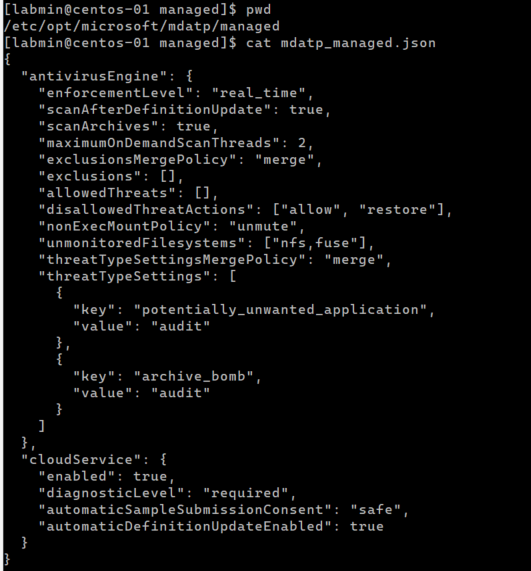 [labmin@centos-01 managed]$ pwd
/etc/opt/microsoft/mdatp/managed
[labmin@centos-01 managed]$ cat mdatp_managed.json
{
  "antivirusEngine": {
    "enforcementLevel": "real_time",
    "scanAfterDefinitionUpdate": true,
    "scanArchives": true,
    "maximumOnDemandScanThreads": 2,
    "exclusionsMergePolicy": "merge",
    "exclusions": [],
    "allowedThreats": [],
    "disallowedThreatActions": ["allow", "restore"],
    "nonExecMountPolicy": "unmute",
    "unmonitoredFilesystems": ["nfs,fuse"],
    "threatTypeSettingsMergePolicy": "merge",
    "threatTypeSettings": [
      {
        "key": "potentially_unwanted_application",
        "value": "audit"
      },
      {
        "key": "archive_bomb",
        "value": "audit"
      }
    ]
  },
  "cloudService": {
    "enabled": true,
    "diagnosticLevel": "required",
    "automaticSampleSubmissionConsent": "safe",
    "automaticDefinitionUpdateEnabled": true
  }
}